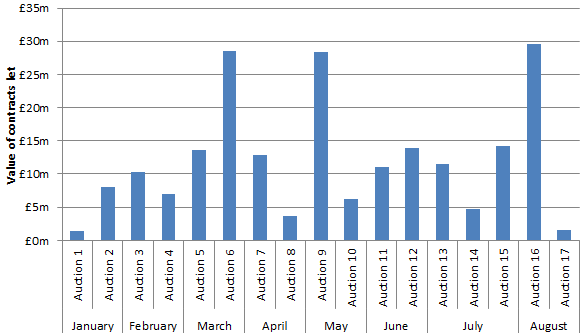 Value of contracts let
£35m
£30m
£25m
£20m
£15m
£10m
£5m
£0m
Auction 1
Auction 2
Auction 3
Auction 4
Auction 5
Auction 6
Auction 7
Auction 8
Auction 9
Auction 10
Auction 11
Auction 12
Auction 13
Auction 14
Auction 15
Auction 16
Auction 17
January
February
March
April
May
June
July
August